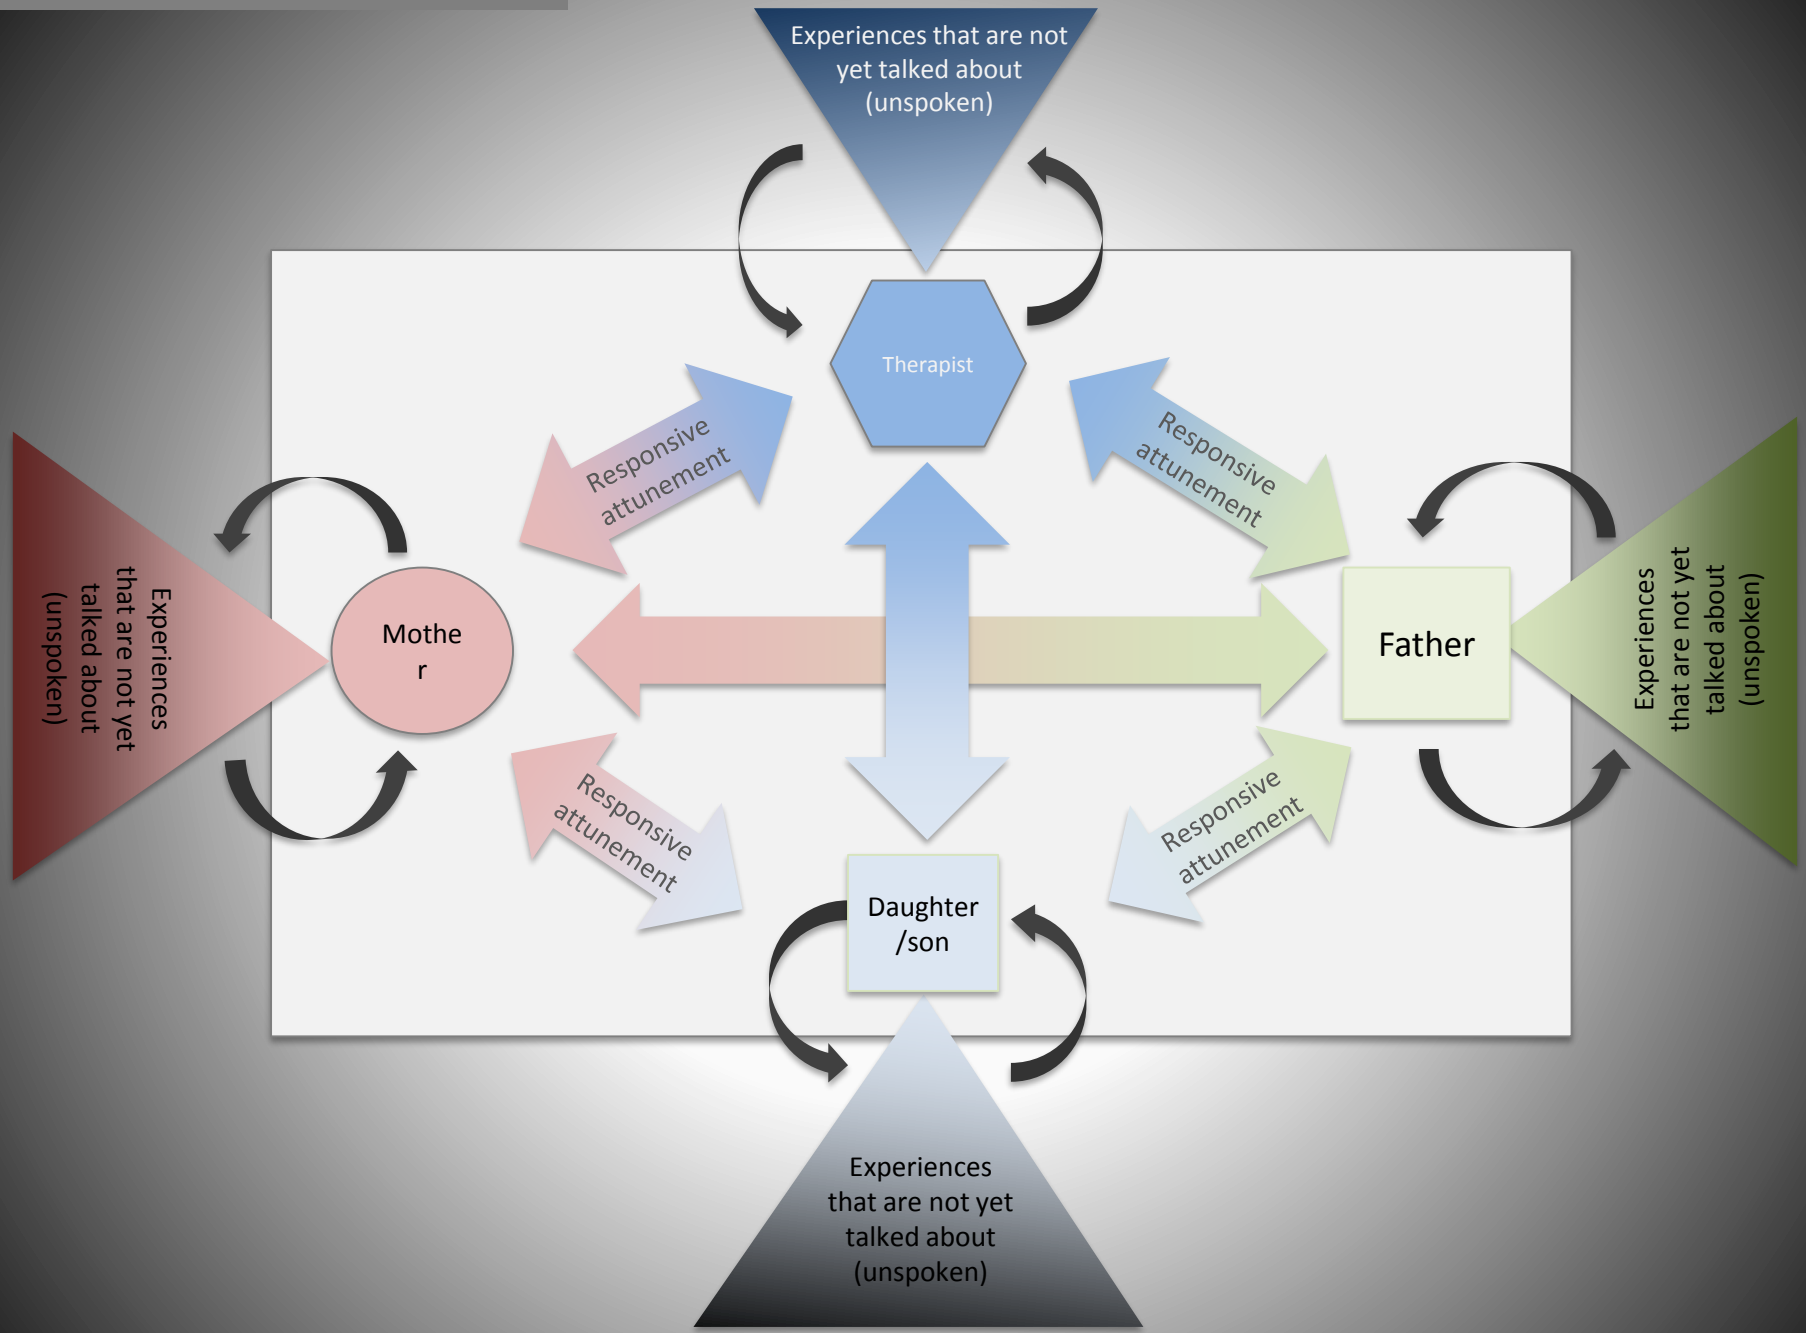 Experiences that are not
yet talked about
(unspoken)
Therapist
Responsive
attunement
Responsive
attunement
Experiences
that are not yet
talked about
(unspoken)
Mothe
r
Father
Experiences
that are not yet
talked about
(unspoken)
Responsive
attunement
Responsive
attunement
Daughter
/son
Experiences
that are not yet
talked about
(unspoken)